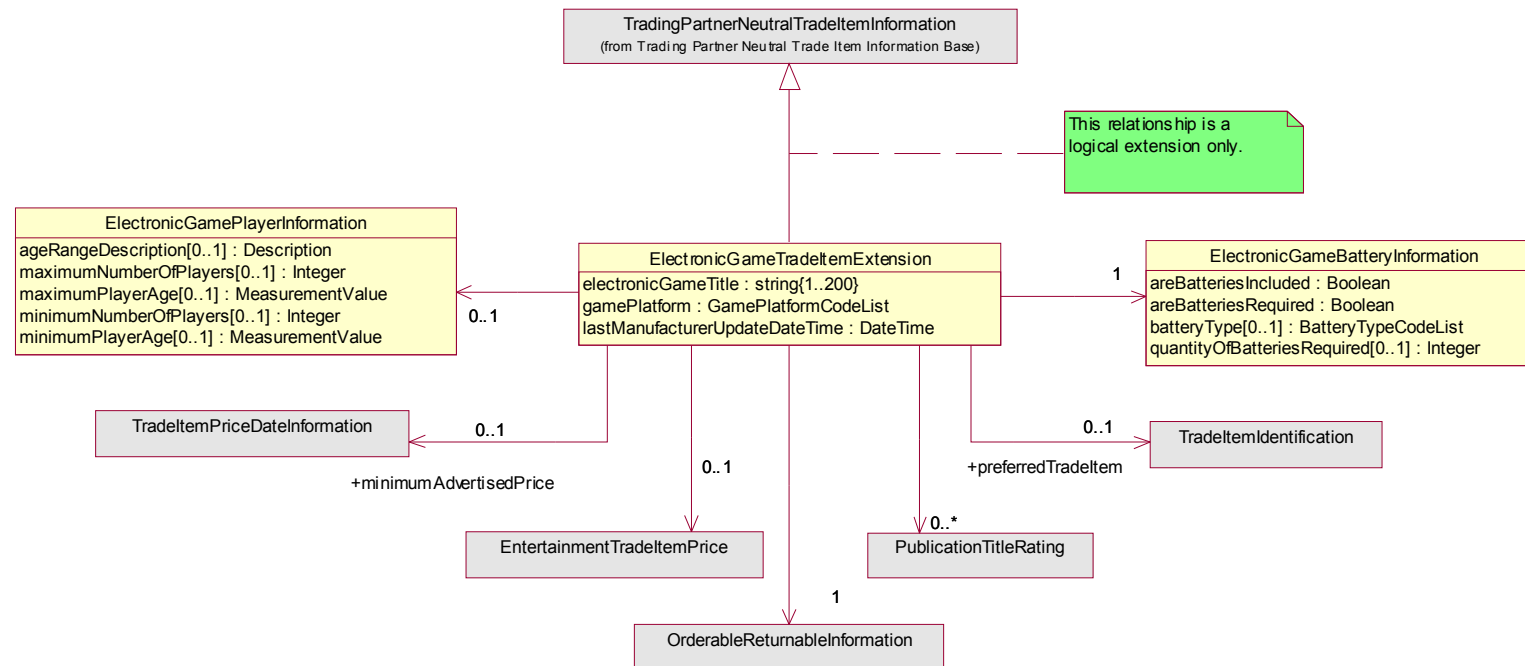 TradingPartnerNeutralTradeItemInformation
(from Trading Partner Neutral Trade Item Information Base)
This relationship is a
logical extension only.
ElectronicGamePlayerInformation
ageRangeDescription[0..1] : Description
maximumNumberOfPlayers[0..1] : Integer
maximumPlayerAge[0..1] : MeasurementValue
minimumNumberOfPlayers[0..1] : Integer
minimumPlayerAge[0..1] : MeasurementValue
0..1
ElectronicGameTradeItemExtension
electronicGameTitle : string{1..200}
gamePlatform : GamePlatformCodeList
lastManufacturerUpdateDateTime : DateTime
1
ElectronicGameBatteryInformation
areBatteriesIncluded : Boolean
areBatteriesRequired : Boolean
batteryType[0..1] : BatteryTypeCodeList
quantityOfBatteriesRequired[0..1] : Integer
TradeItemPriceDateInformation
0..1
0..1
TradeItemIdentification
+preferredTradeItem
0..1
+minimumAdvertisedPrice
EntertainmentTradeItemPrice
0..*
PublicationTitleRating
1
OrderableReturnableInformation